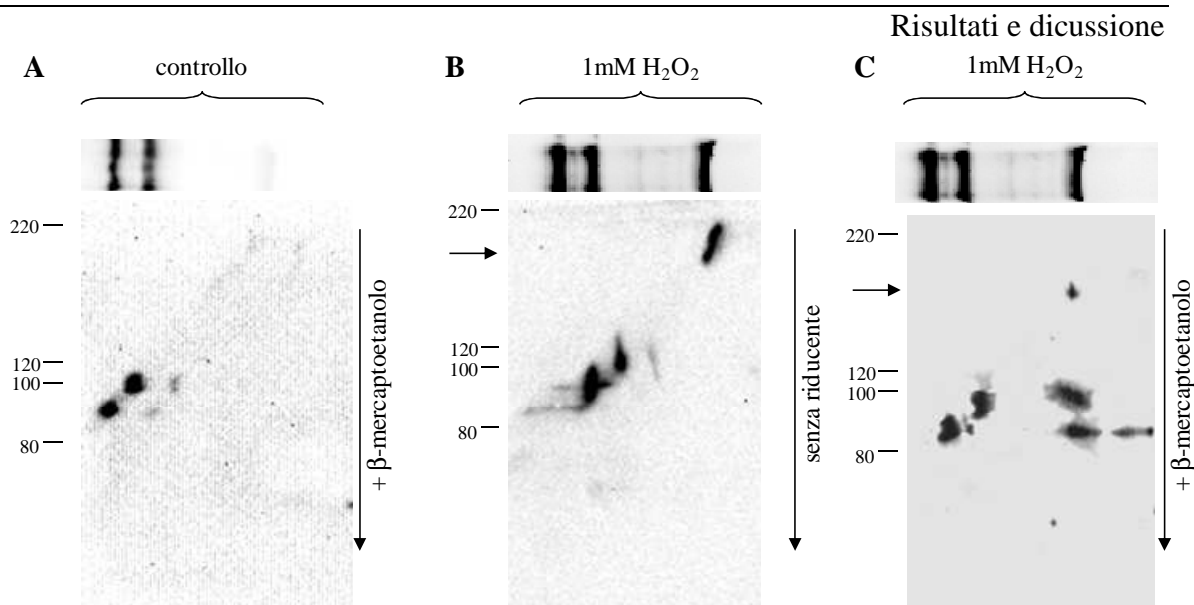 Risultati e dicussione
A controllo
B 1mM H₂O₂
C 1mM H₂O₂
220
120
100
80
+ β-mercaptoetanolo
220
120
100
80
senza riducente
220
120
100
80
+ β-mercaptoetanolo